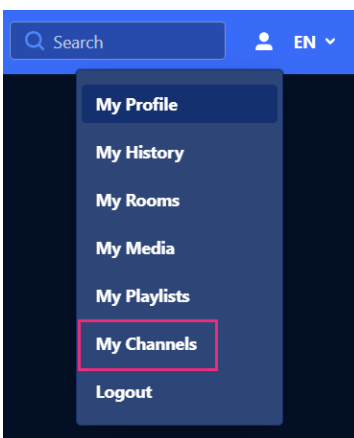 Search
EN
My Profile
My History
My Rooms
My Media
My Playlists
My Channels
Logout